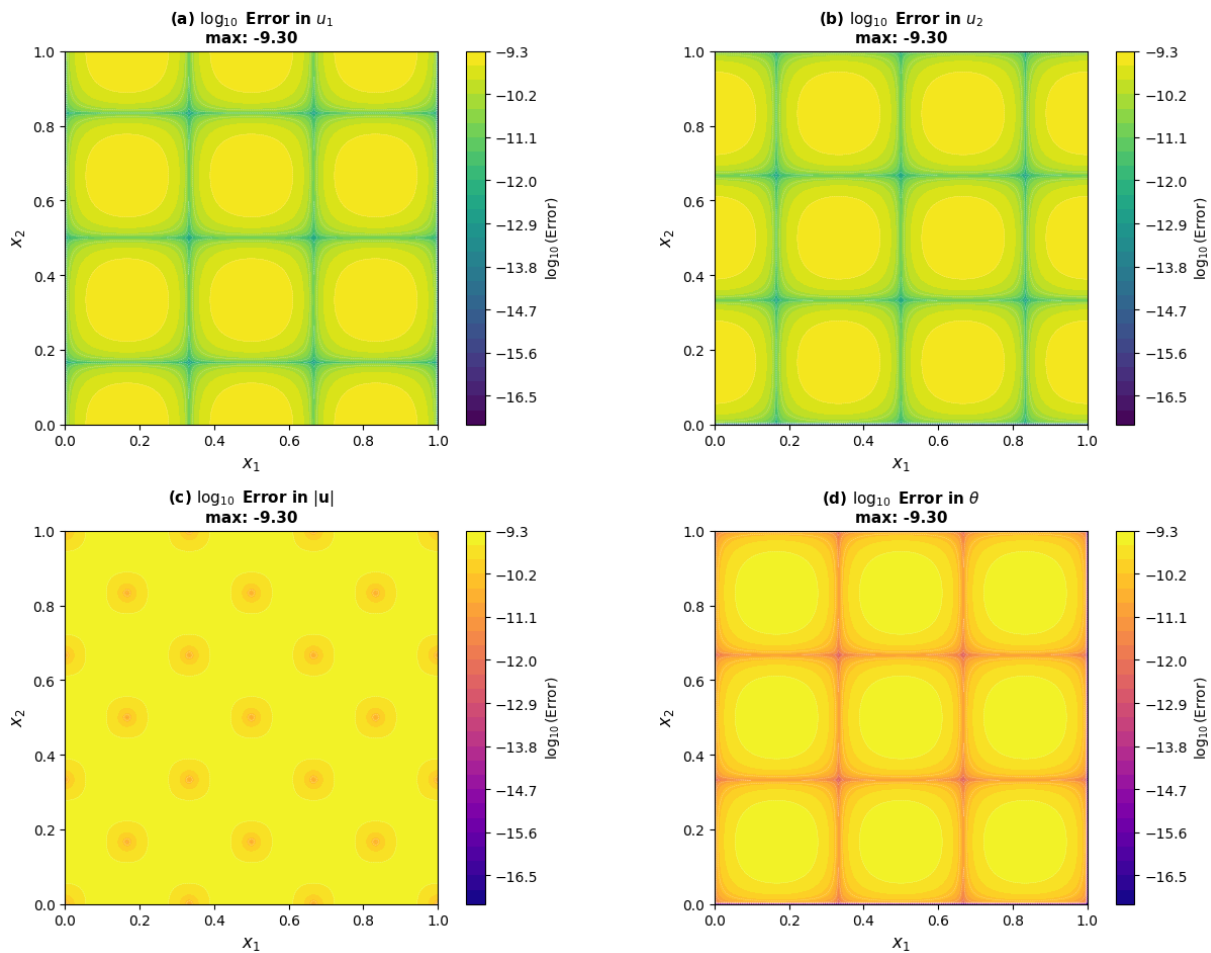 (a) log₁₀ Error in u₁
max: -9.30
1.0
0.8
0.6
0.4
0.2
0.0
x₂
0.0 0.2 0.4 0.6 0.8 1.0
x₁
−9.3
−10.2
−11.1
−12.0
−12.9
−13.8
−14.7
−15.6
−16.5
log₁₀(Error)
(b) log₁₀ Error in u₂
max: -9.30
1.0
0.8
0.6
0.4
0.2
0.0
x₂
0.0 0.2 0.4 0.6 0.8 1.0
x₁
−9.3
−10.2
−11.1
−12.0
−12.9
−13.8
−14.7
−15.6
−16.5
log₁₀(Error)
(c) log₁₀ Error in |u|
max: -9.30
1.0
0.8
0.6
0.4
0.2
0.0
x₂
0.0 0.2 0.4 0.6 0.8 1.0
x₁
−9.3
−10.2
−11.1
−12.0
−12.9
−13.8
−14.7
−15.6
−16.5
log₁₀(Error)
(d) log₁₀ Error in θ
max: -9.30
1.0
0.8
0.6
0.4
0.2
0.0
x₂
0.0 0.2 0.4 0.6 0.8 1.0
x₁
−9.3
−10.2
−11.1
−12.0
−12.9
−13.8
−14.7
−15.6
−16.5
log₁₀(Error)